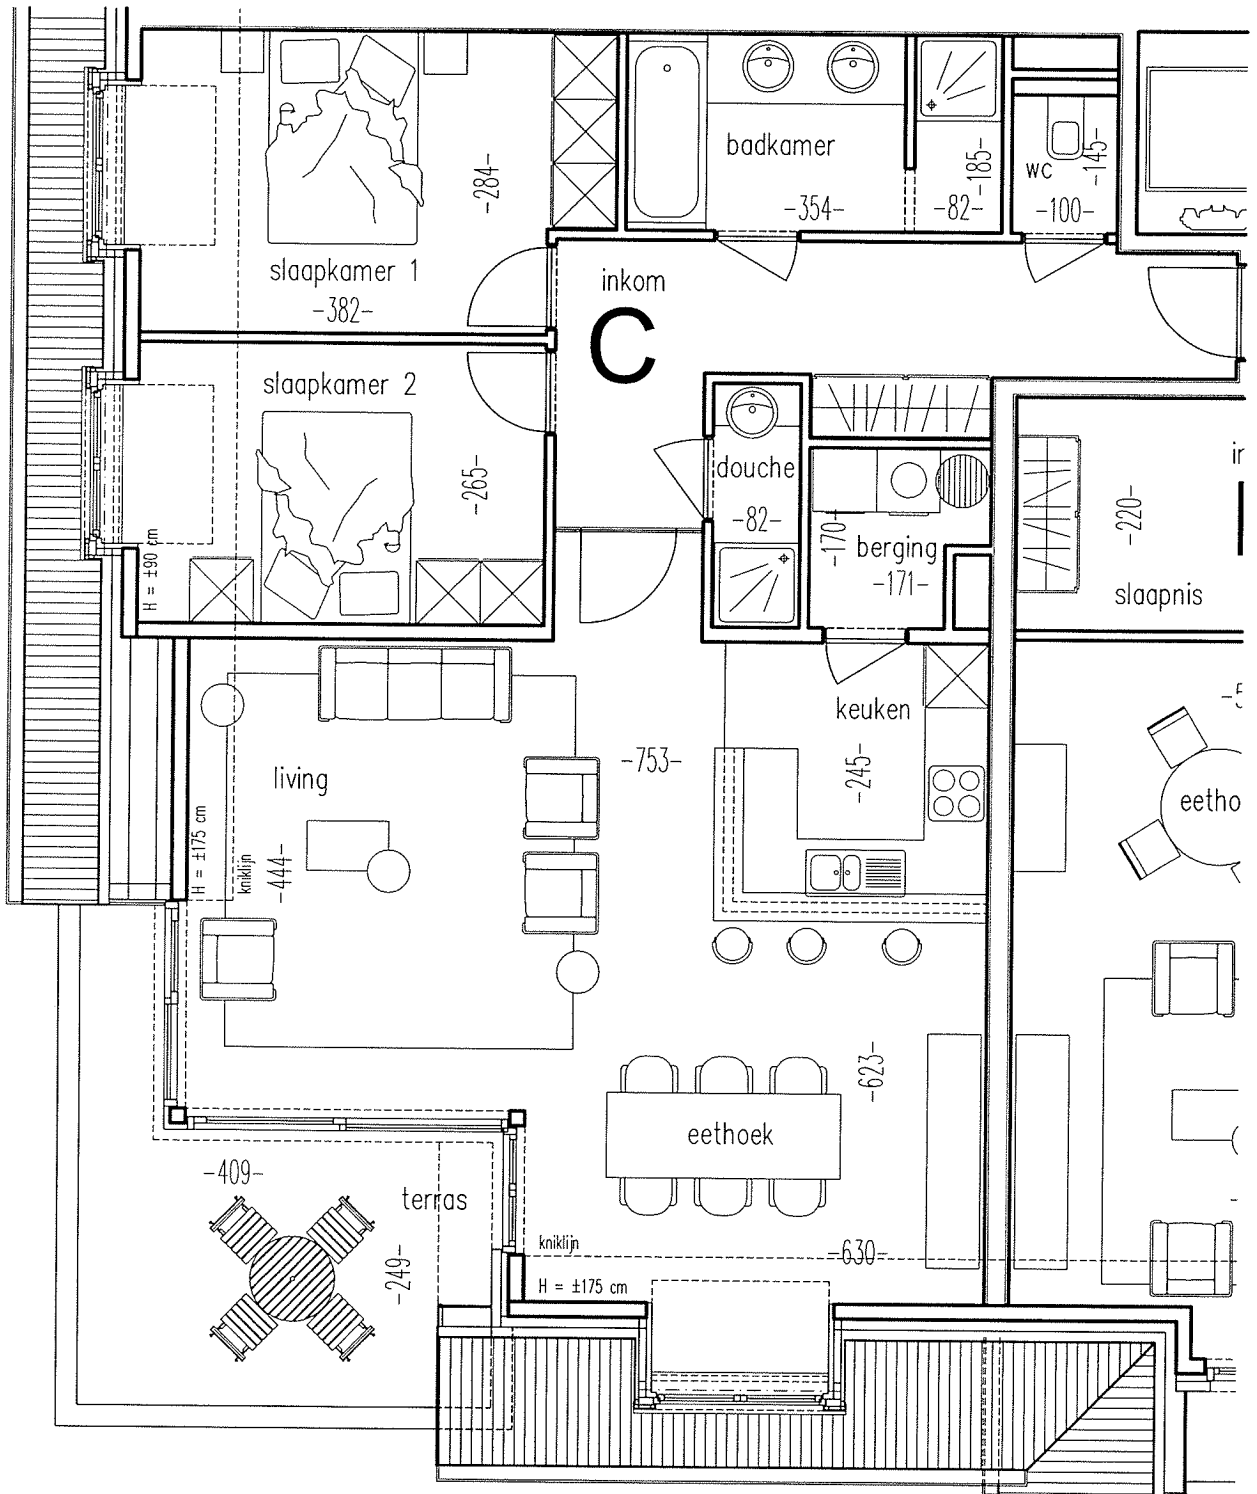 badkamer
-354-
-82-
-185-
wc
-145-
-100-
-284-
slaapkamer 1
-382-
inkom
C
slaapkamer 2
-265-
H = ±90 cm
douche
-82-
-170-
berging
-171-
-220-
slaapnis
keuken
-245-
-753-
living
H = ±175 cm
kniklijn
-444-
eetho
-623-
eethoek
-409-
terras
-249-
kniklijn
-630-
H = ±175 cm